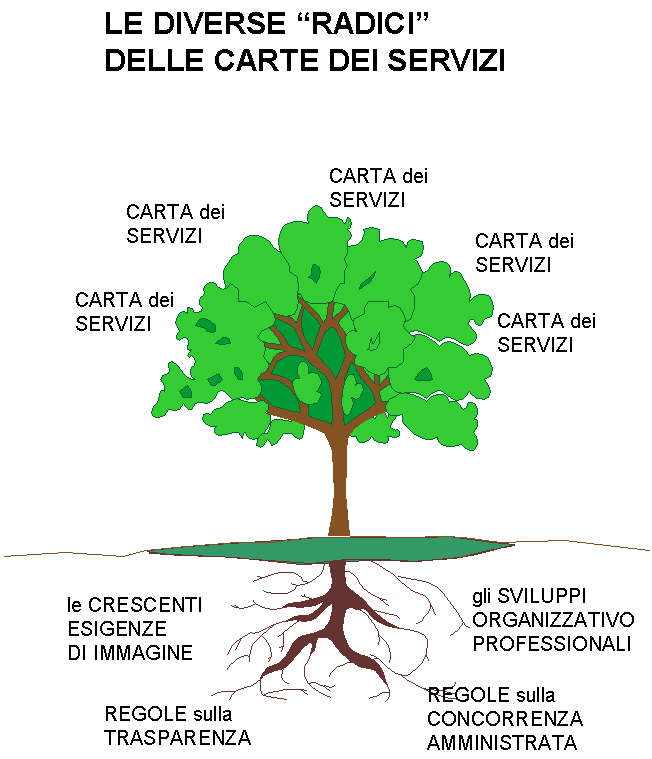 LE DIVERSE “RADICI”
DELLE CARTE DEI SERVIZI
CARTA dei
SERVIZI
CARTA dei
SERVIZI
CARTA dei
SERVIZI
CARTA dei
SERVIZI
CARTA dei
SERVIZI
le CRESCENTI
ESIGENZE
DI IMMAGINE
gli SVILUPPI
ORGANIZZATIVO
PROFESSIONALI
REGOLE sulla
TRASPARENZA
REGOLE sulla
CONCORRENZA
AMMINISTRATA